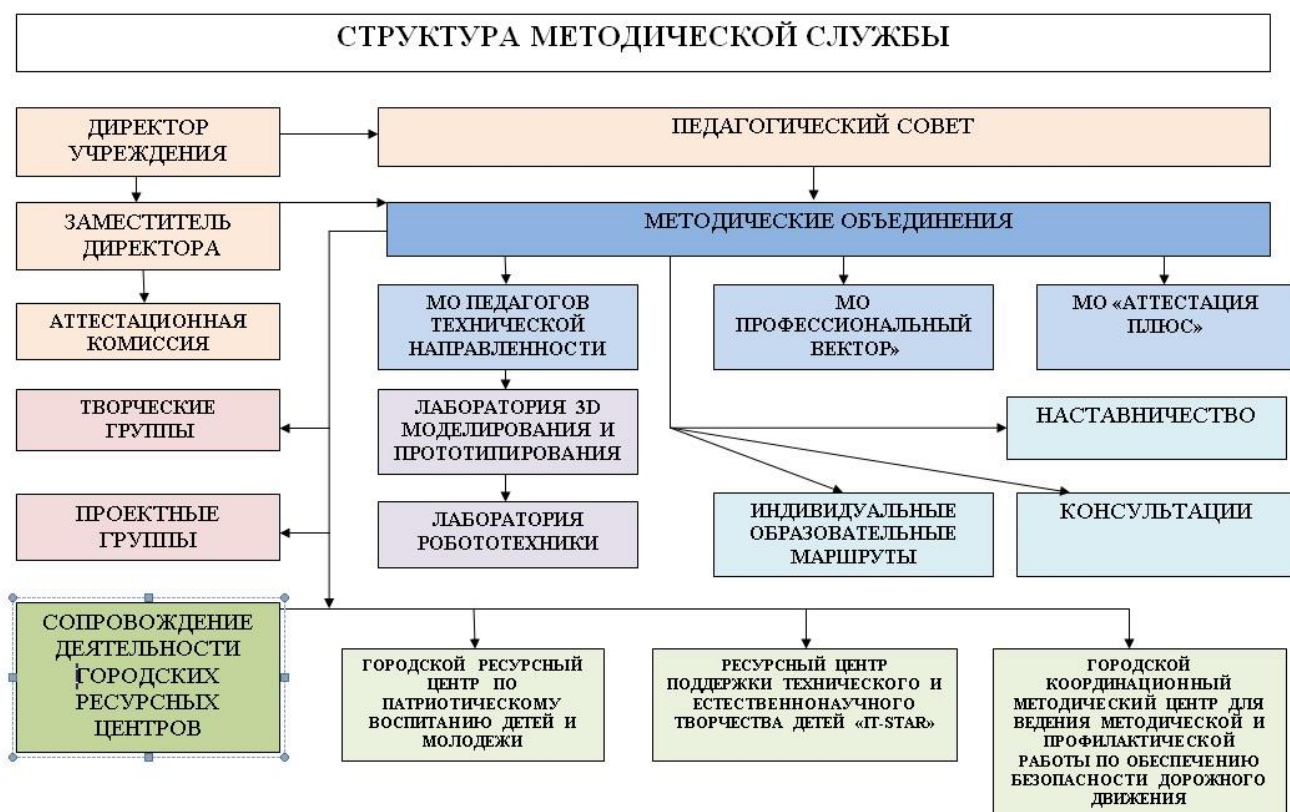 СТРУКТУРА МЕТОДИЧЕСКОЙ СЛУЖБЫ
ДИРЕКТОР
УЧРЕЖДЕНИЯ
ПЕДАГОГИЧЕСКИЙ СОВЕТ
ЗАМЕСТИТЕЛЬ
ДИРЕКТОРА
МЕТОДИЧЕСКИЕ ОБЪЕДИНЕНИЯ
АТТЕСТАЦИОННАЯ
КОМИССИЯ
МО ПЕДАГОГОВ
ТЕХНИЧЕСКОЙ
НАПРАВЛЕННОСТИ
МО
ПРОФЕССИОНАЛЬНЫЙ
ВЕКТОР»
МО «АТТЕСТАЦИЯ
ПЛЮС»
ТВОРЧЕСКИЕ
ГРУППЫ
ЛАБОРАТОРИЯ 3D
МОДЕЛИРОВАНИЯ И
ПРОТОТИПИРОВАНИЯ
НАСТАВНИЧЕСТВО
ПРОЕКТНЫЕ
ГРУППЫ
ЛАБОРАТОРИЯ
РОБОТОТЕХНИКИ
ИНДИВИДУАЛЬНЫЕ
ОБРАЗОВАТЕЛЬНЫЕ
МАРШРУТЫ
КОНСУЛЬТАЦИИ
СОПРОВОЖДЕНИЕ
ДЕЯТЕЛЬНОСТИ
ГОРОДСКИХ
РЕСУРСНЫХ
ЦЕНТРОВ
ГОРОДСКОЙ РЕСУРСНЫЙ
ЦЕНТР ПО
ПАТРИОТИЧЕСКОМУ
ВОСПИТАНИЮ ДЕТЕЙ И
МОЛОДЕЖИ
РЕСУРСНЫЙ ЦЕНТР
ПОДДЕРЖКИ ТЕХНИЧЕСКОГО И
ЕСТЕСТВЕННОНАУЧНОГО
ТВОРЧЕСТВА ДЕТЕЙ «IT-STAR»
ГОРОДСКОЙ
КООРДИНАЦИОННЫЙ
МЕТОДИЧЕСКИЙ ЦЕНТР ДЛЯ
ВЕДЕНИЯ МЕТОДИЧЕСКОЙ И
ПРОФИЛАКТИЧЕСКОЙ
РАБОТЫ ПО ОБЕСПЕЧЕНИЮ
БЕЗОПАСНОСТИ ДОРОЖНОГО
ДВИЖЕНИЯ